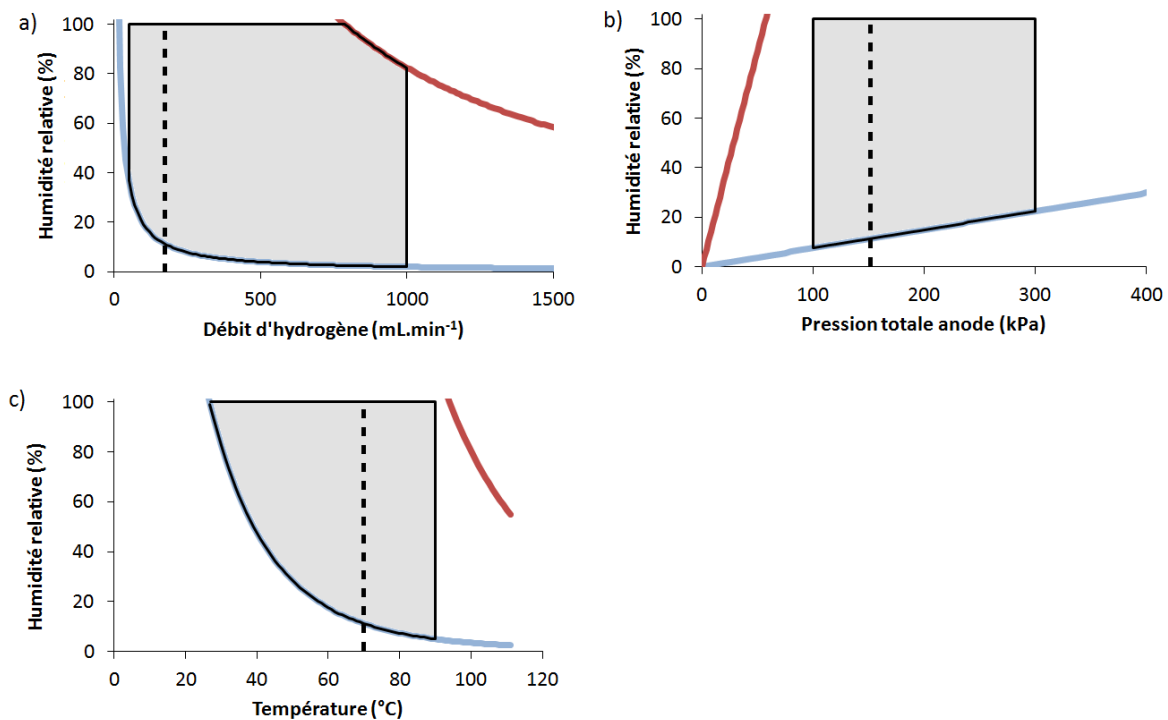 a)
Humidité relative (%)
100
80
60
40
20
0
0 500 1000 1500
Débit d'hydrogène (mL.min⁻¹)
b)
Humidité relative (%)
100
80
60
40
20
0
0 100 200 300 400
Pression totale anode (kPa)
c)
Humidité relative (%)
100
80
60
40
20
0
0 20 40 60 80 100 120
Température (°C)